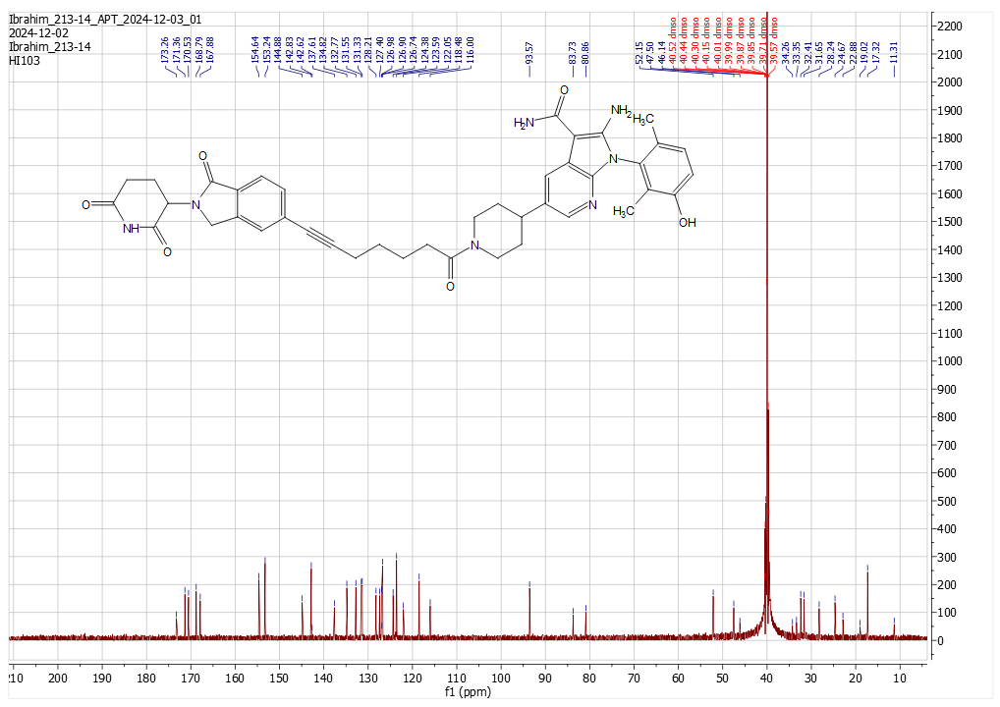 Ibrahim_213-14_APT_2024-12-03_01
2024-12-02
Ibrahim_213-14
HI103
173.26
171.36
170.53
168.79
167.88
154.64
153.24
144.88
142.83
142.62
137.61
134.82
132.77
131.55
131.33
128.21
127.40
126.98
126.90
126.74
124.38
123.59
122.05
118.48
116.00
93.57
83.73
80.86
52.15
47.50
46.14
40.52 dmso
40.44 dmso
40.30 dmso
40.15 dmso
40.01 dmso
39.99 dmso
39.87 dmso
39.85 dmso
39.71 dmso
39.57 dmso
34.26
33.35
32.41
31.65
28.24
24.67
22.88
19.02
17.32
11.31
O
H₂N
NH₂
H₃C
N
N
H₃C
OH
O
N
O
NH
O
N
O
2200
2100
2000
1900
1800
1700
1600
1500
1400
1300
1200
1100
1000
900
800
700
600
500
400
300
200
100
0
210 200 190 180 170 160 150 140 130 120 110 100 90 80 70 60 50 40 30 20 10
f1 (ppm)